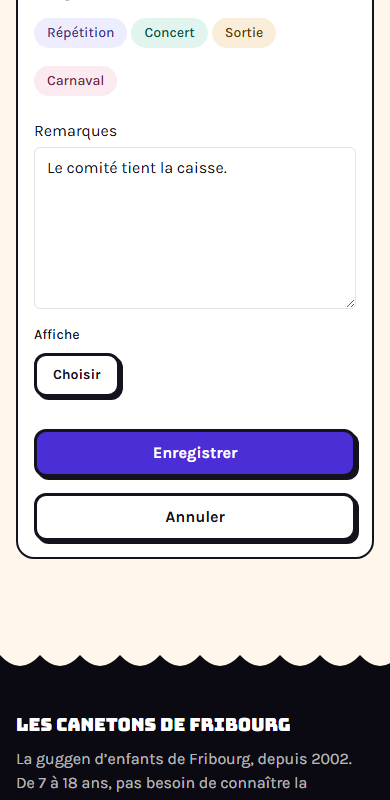 Répétition Concert Sortie
Carnaval
Remarques
Le comité tient la caisse.
Affiche
Choisir
Enregistrer
Annuler
LES CANETONS DE FRIBOURG
La guggen d’enfants de Fribourg, depuis 2002.
De 7 à 18 ans, pas besoin de connaître la